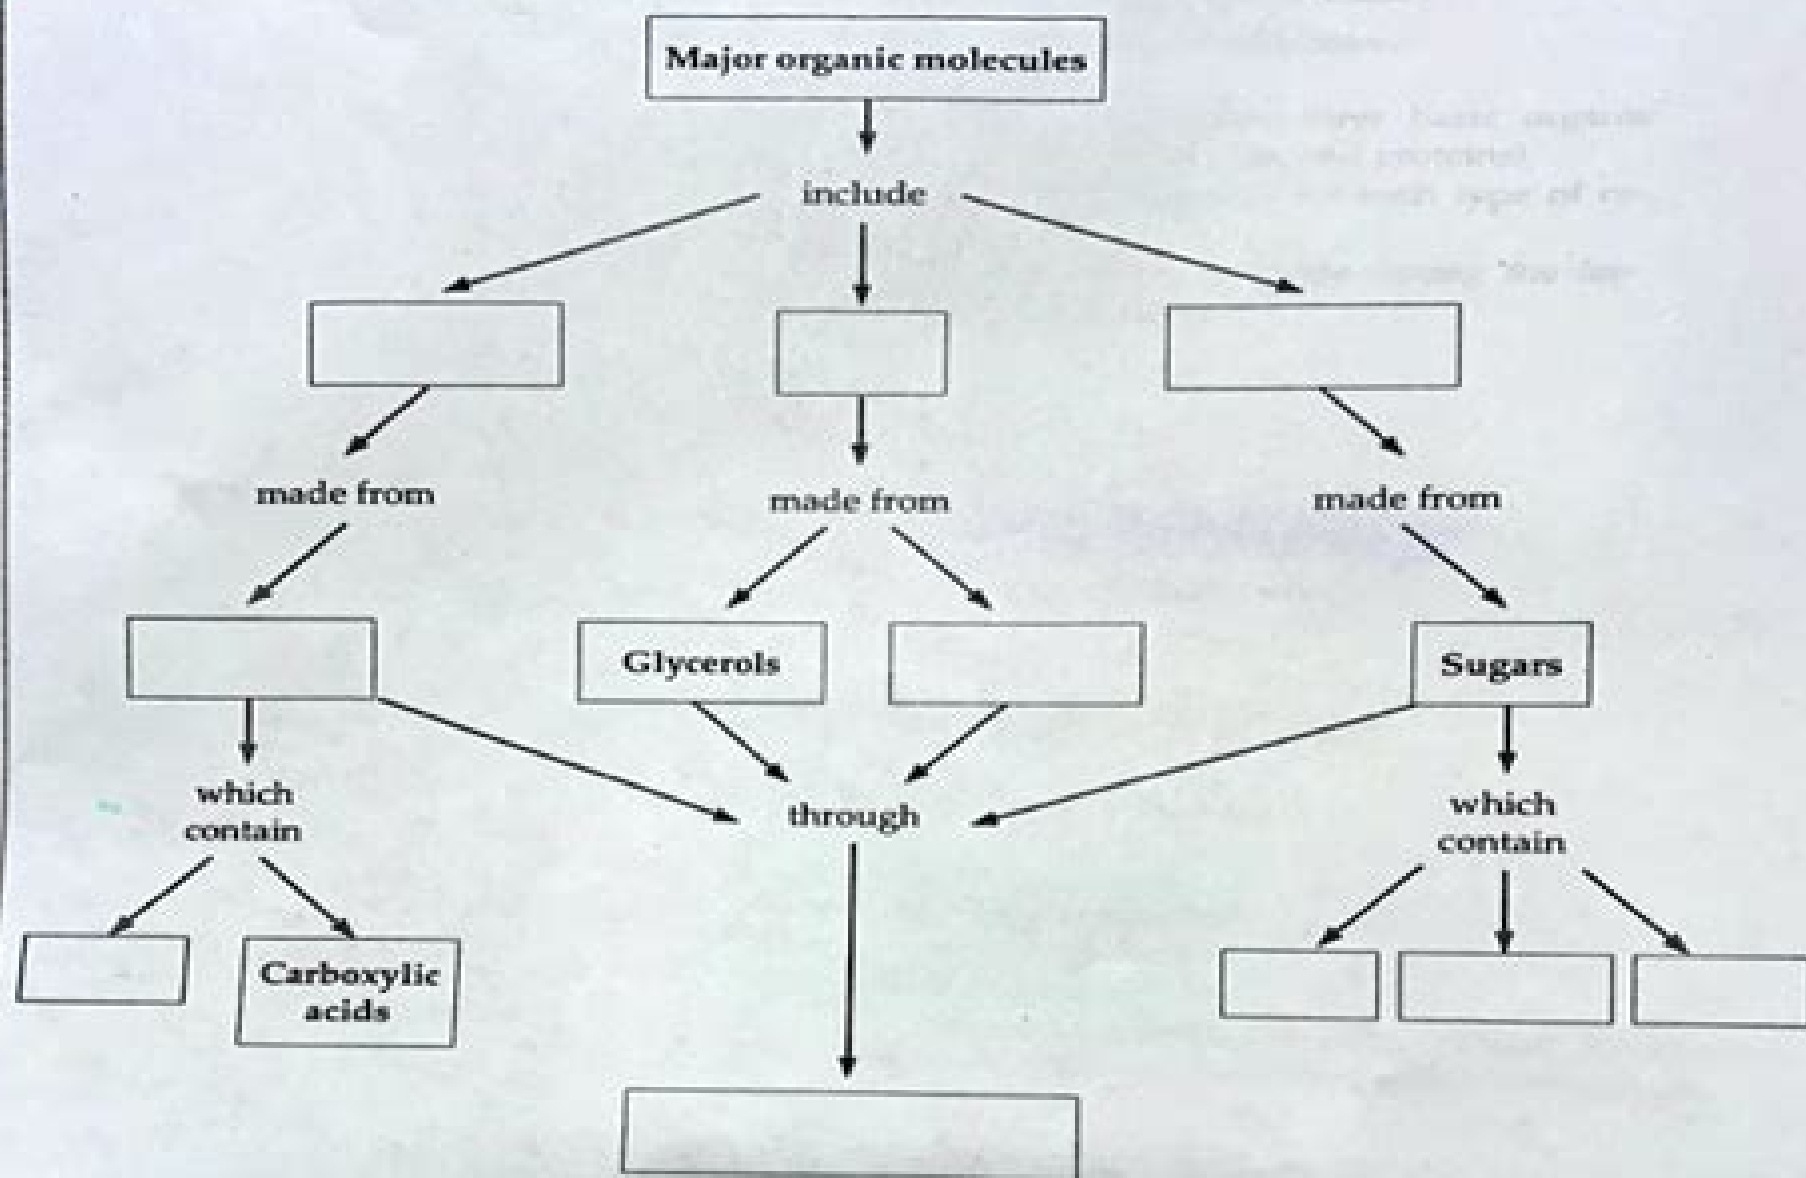 Major organic molecules
include
made from
made from
made from
Glycerols
Sugars
which
contain
through
which
contain
Carboxylic
acids